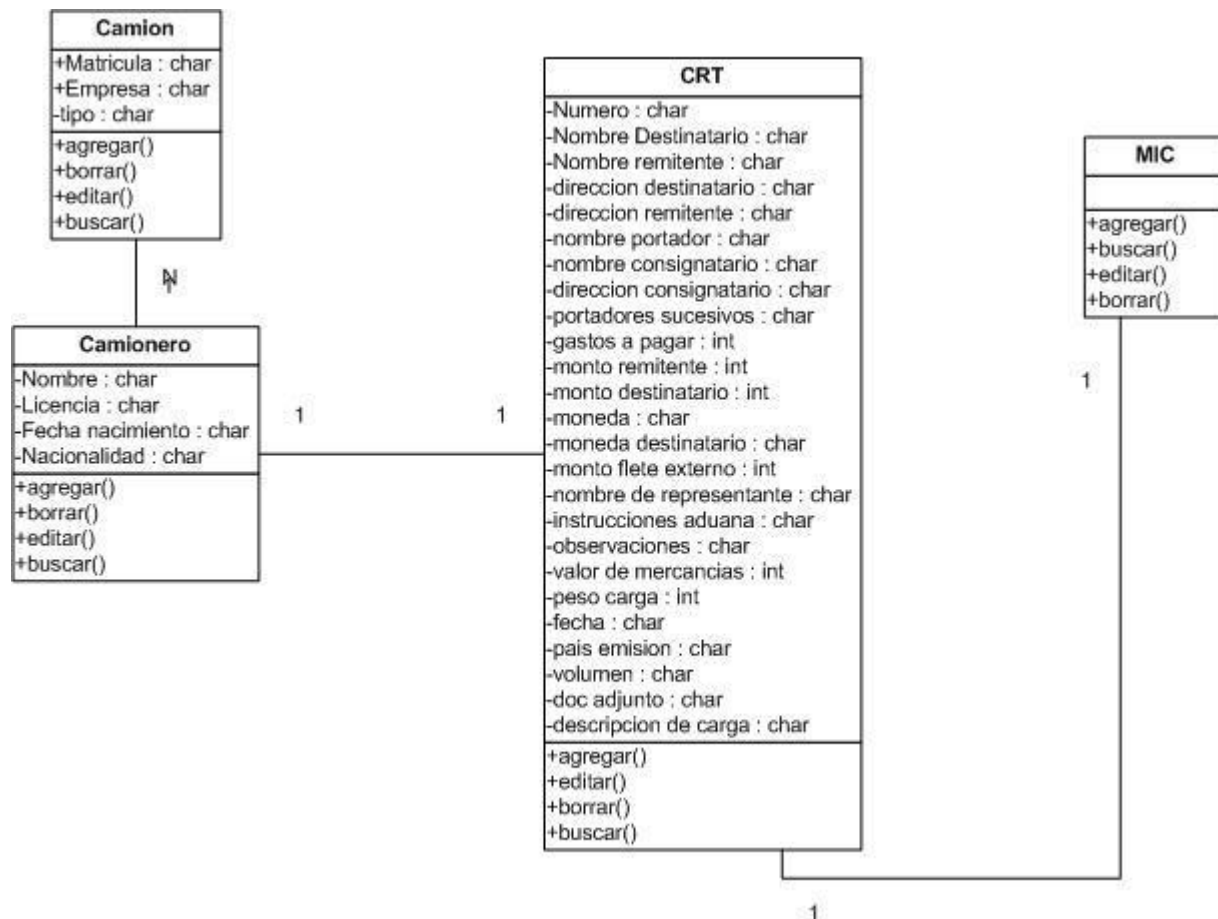 Camion
+Matricula : char
+Empresa : char
-tipo : char
+agregar()
+borrar()
+editar()
+buscar()
Camionero
-Nombre : char
-Licencia : char
-Fecha nacimiento : char
-Nacionalidad : char
+agregar()
+borrar()
+editar()
+buscar()
1
1
CRT
-Numero : char
-Nombre Destinatario : char
-Nombre remitente : char
-direccion destinatario : char
-direccion remitente : char
-nombre portador : char
-nombre consignatario : char
-direccion consignatario : char
-portadores sucesivos : char
-gastos a pagar : int
-monto remitente : int
-monto destinatario : int
-moneda : char
-moneda destinatario : char
-monto flete externo : int
-nombre de representante : char
-instrucciones aduana : char
-observaciones : char
-valor de mercancias : int
-peso carga : int
-fecha : char
-pais emision : char
-volumen : char
-doc adjunto : char
-descripcion de carga : char
+agregar()
+editar()
+borrar()
+buscar()
MIC
+agregar()
+buscar()
+editar()
+borrar()
1
1